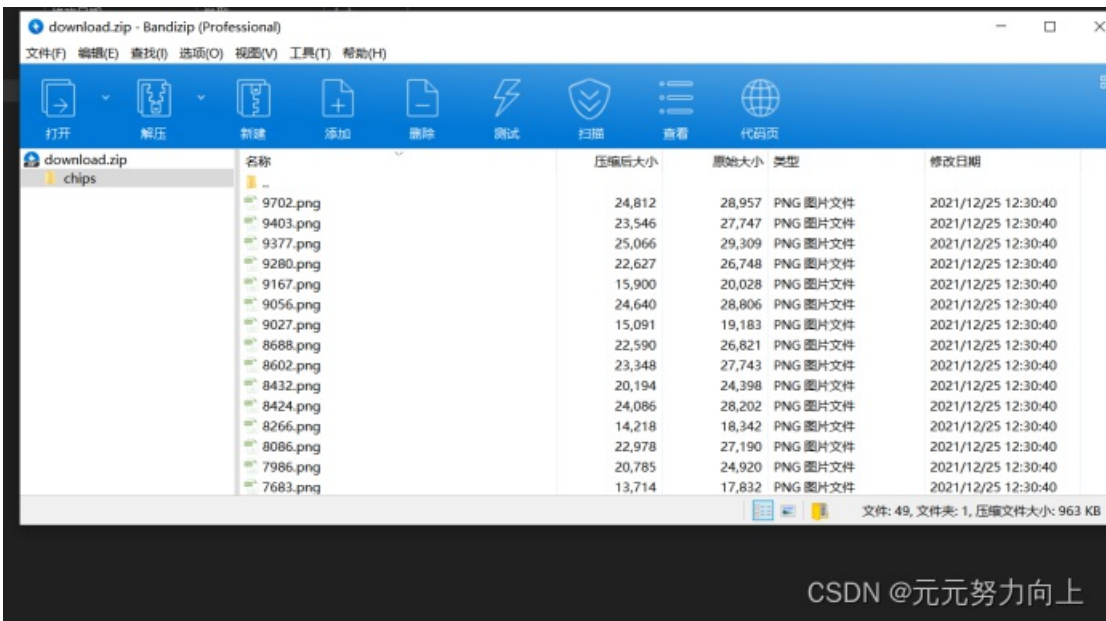 download.zip - Bandizip (Professional)
文件(F) 编辑(E) 查找(I) 选项(O) 视图(V) 工具(T) 帮助(H)
打开 解压 新建 添加 删除 测试 扫描 查看 代码页
download.zip
chips
名称 压缩后大小 原始大小 类型 修改日期
..
9702.png 24,812 28,957 PNG 图片文件 2021/12/25 12:30:40
9403.png 23,546 27,747 PNG 图片文件 2021/12/25 12:30:40
9377.png 25,066 29,309 PNG 图片文件 2021/12/25 12:30:40
9280.png 22,627 26,748 PNG 图片文件 2021/12/25 12:30:40
9167.png 15,900 20,028 PNG 图片文件 2021/12/25 12:30:40
9056.png 24,640 28,806 PNG 图片文件 2021/12/25 12:30:40
9027.png 15,091 19,183 PNG 图片文件 2021/12/25 12:30:40
8688.png 22,590 26,821 PNG 图片文件 2021/12/25 12:30:40
8602.png 23,348 27,743 PNG 图片文件 2021/12/25 12:30:40
8432.png 20,194 24,398 PNG 图片文件 2021/12/25 12:30:40
8424.png 24,086 28,202 PNG 图片文件 2021/12/25 12:30:40
8266.png 14,218 18,342 PNG 图片文件 2021/12/25 12:30:40
8086.png 22,978 27,190 PNG 图片文件 2021/12/25 12:30:40
7986.png 20,785 24,920 PNG 图片文件 2021/12/25 12:30:40
7683.png 13,714 17,832 PNG 图片文件 2021/12/25 12:30:40
文件: 49, 文件夹: 1, 压缩文件大小: 963 KB
CSDN @元元努力向上